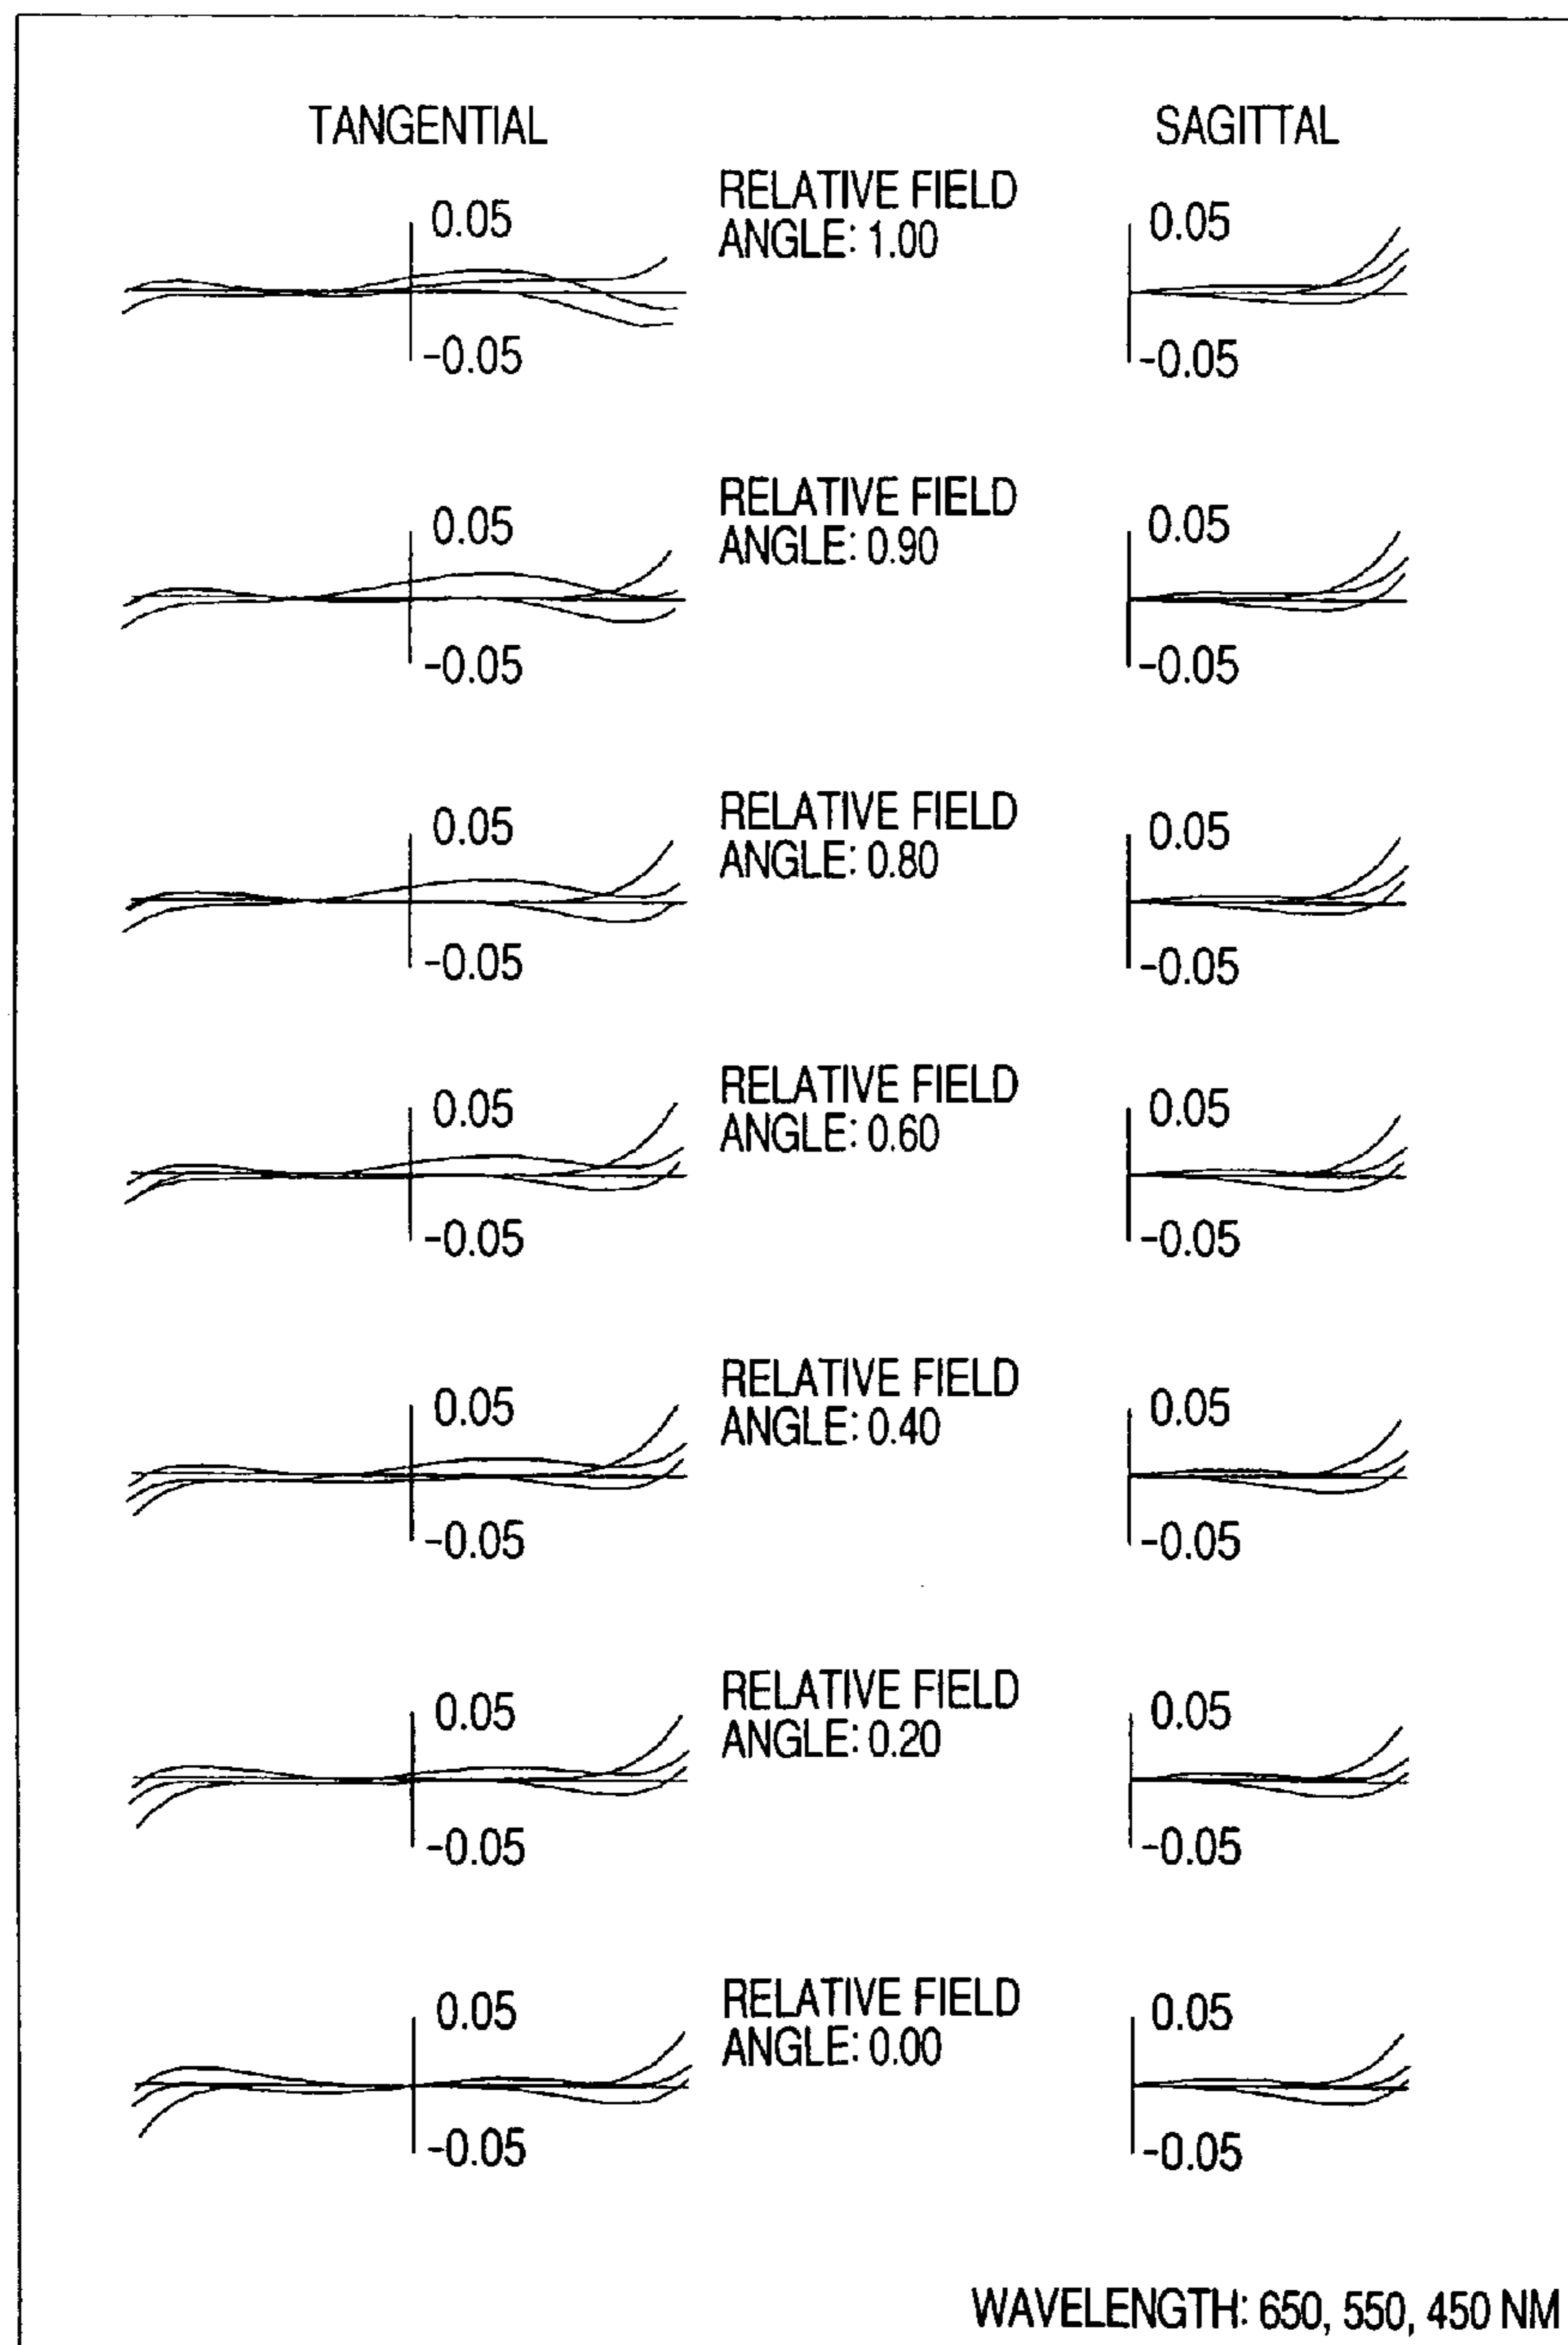 TANGENTIAL
SAGITTAL
0.05
RELATIVE FIELD
ANGLE: 1.00
0.05
-0.05
-0.05
0.05
RELATIVE FIELD
ANGLE: 0.90
0.05
-0.05
-0.05
0.05
RELATIVE FIELD
ANGLE: 0.80
0.05
-0.05
-0.05
0.05
RELATIVE FIELD
ANGLE: 0.60
0.05
-0.05
-0.05
0.05
RELATIVE FIELD
ANGLE: 0.40
0.05
-0.05
-0.05
0.05
RELATIVE FIELD
ANGLE: 0.20
0.05
-0.05
-0.05
0.05
RELATIVE FIELD
ANGLE: 0.00
0.05
-0.05
-0.05
WAVELENGTH: 650, 550, 450 NM